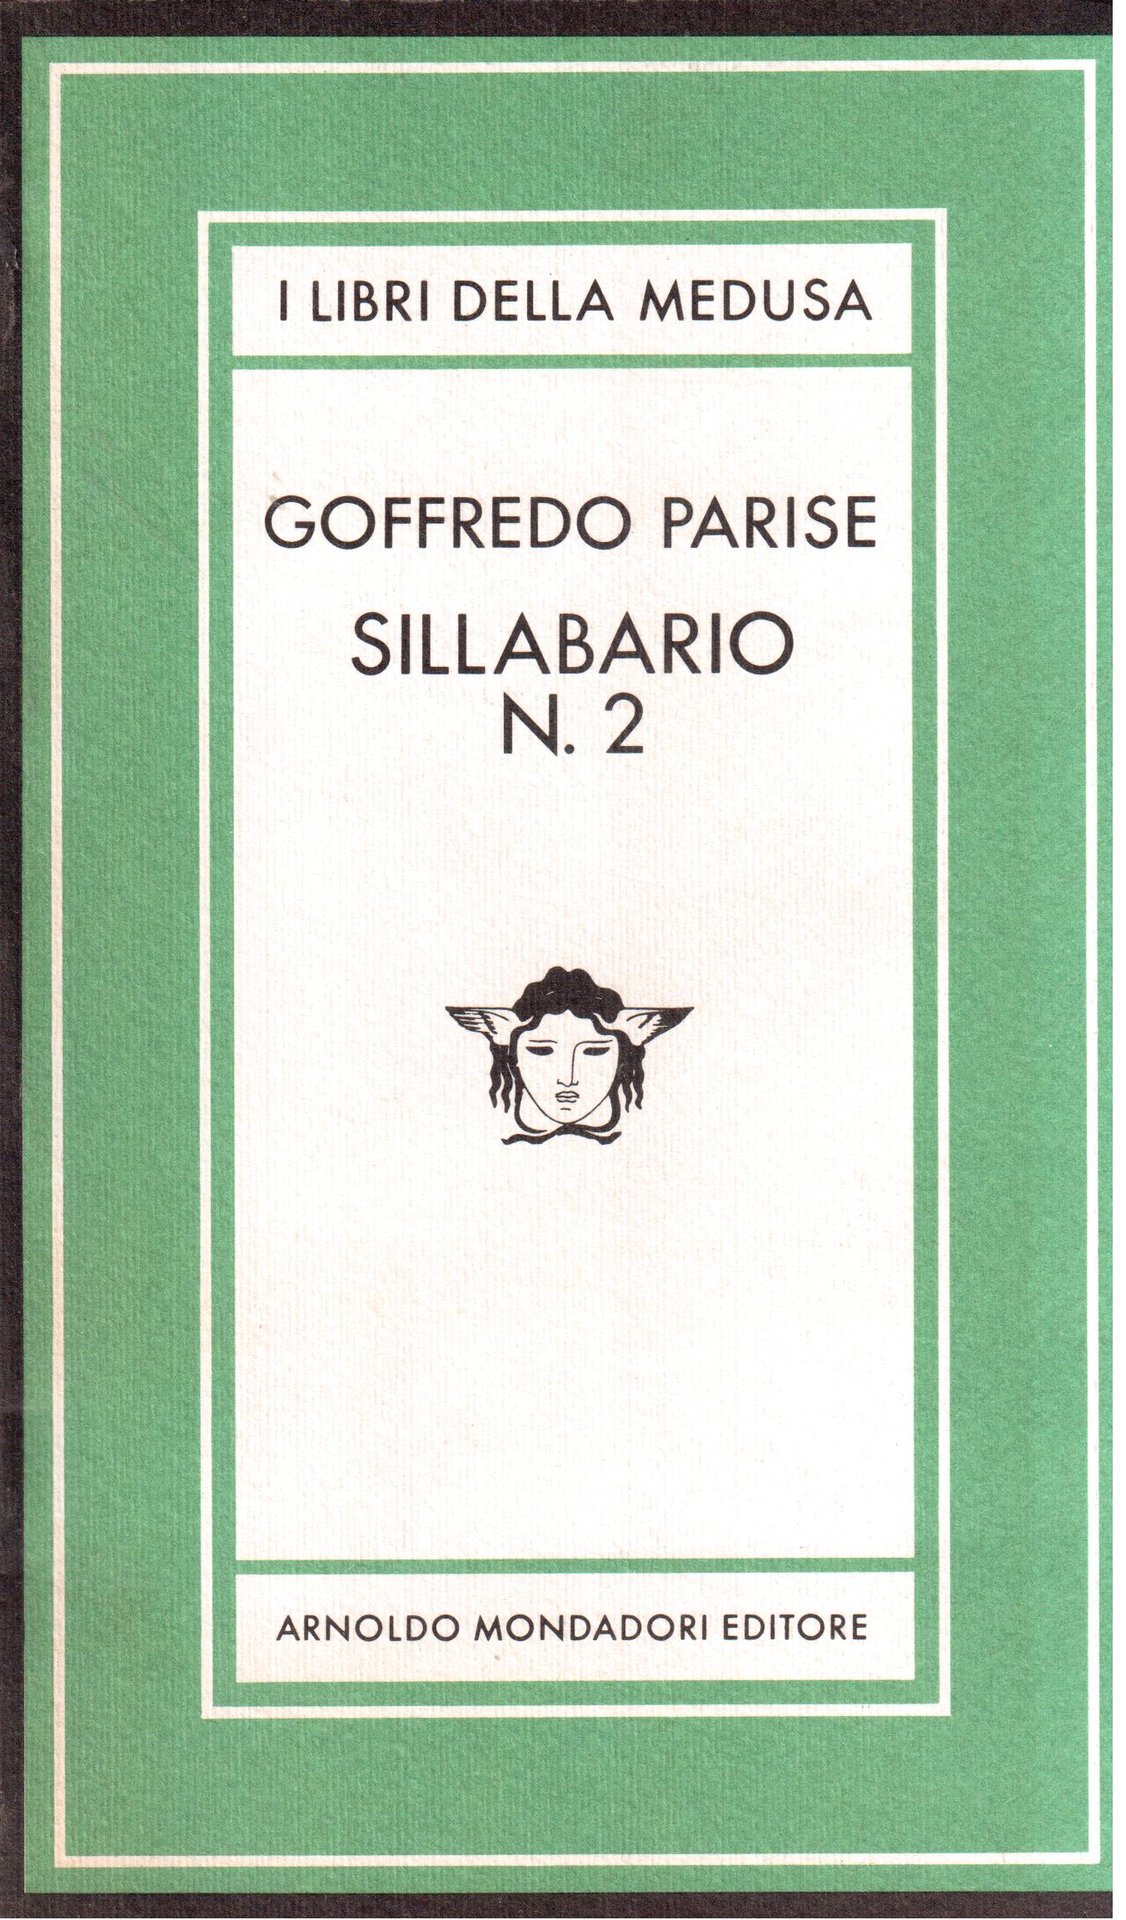 I LIBRI DELLA MEDUSA
GOFFREDO PARISE
SILLABARIO
N. 2
ARNOLDO MONDADORI EDITORE